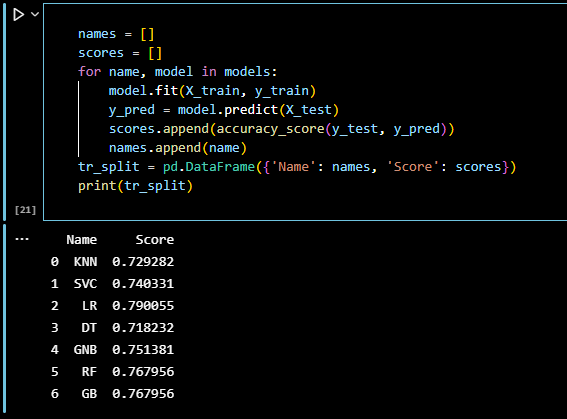 names = []
scores = []
for name, model in models:
    model.fit(X_train, y_train)
    y_pred = model.predict(X_test)
    scores.append(accuracy_score(y_test, y_pred))
    names.append(name)
tr_split = pd.DataFrame({'Name': names, 'Score': scores})
print(tr_split)
[21]
...
  Name     Score
0  KNN  0.729282
1  SVC  0.740331
2   LR  0.790055
3   DT  0.718232
4  GNB  0.751381
5   RF  0.767956
6   GB  0.767956